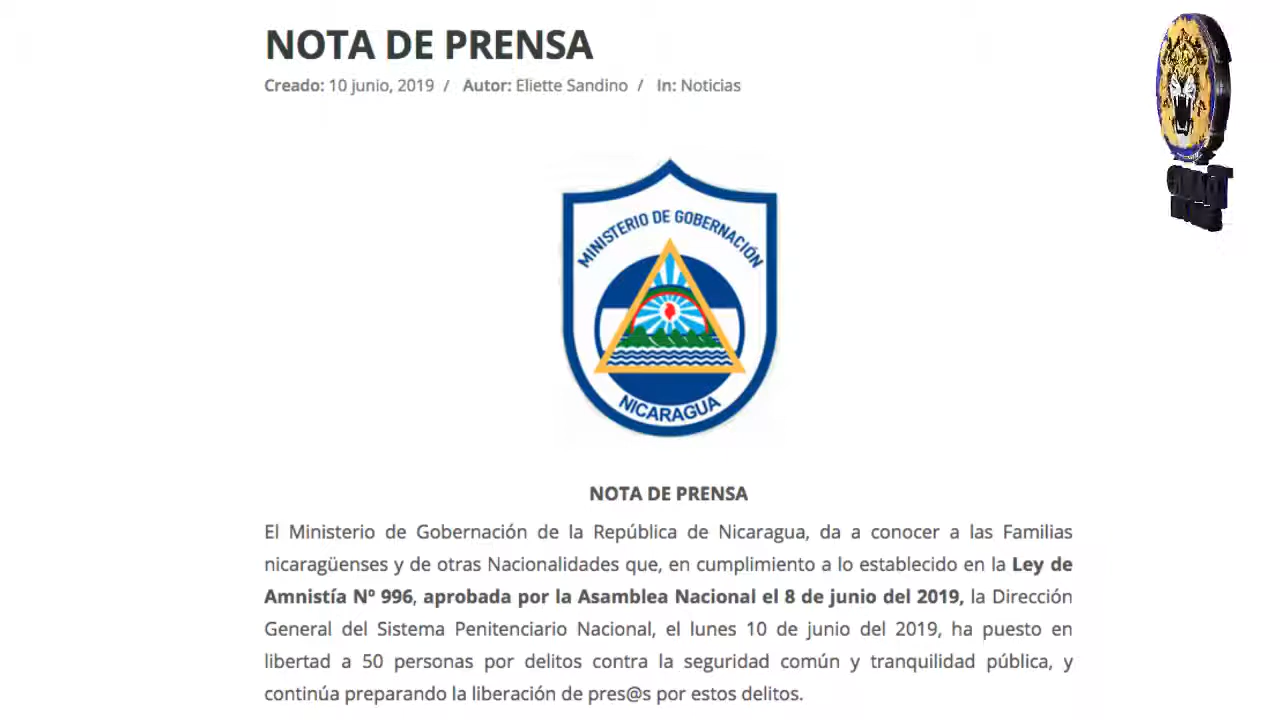 NOTA DE PRENSA
Creado: 10 junio, 2019 / Autor: Eliette Sandino / In: Noticias
MINISTERIO DE GOBERNACIÓN
NICARAGUA
NOTA DE PRENSA
El Ministerio de Gobernación de la República de Nicaragua, da a conocer a las Familias
nicaragüenses y de otras Nacionalidades que, en cumplimiento a lo establecido en la Ley de
Amnistía Nº 996, aprobada por la Asamblea Nacional el 8 de junio del 2019, la Dirección
General del Sistema Penitenciario Nacional, el lunes 10 de junio del 2019, ha puesto en
libertad a 50 personas por delitos contra la seguridad común y tranquilidad pública, y
continúa preparando la liberación de pres@s por estos delitos.